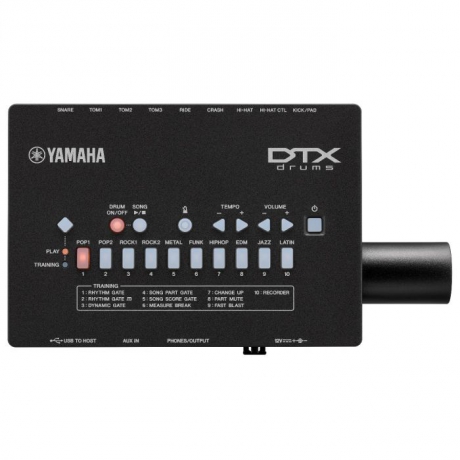 SNARE TOM1 TOM2 TOM3 RIDE CRASH HI-HAT HI-HAT CTL KICK/PAD
YAMAHA
DTX
drums
DRUM ON/OFF
SONG
TEMPO
VOLUME
- + - +
PLAY
TRAINING
POP1 POP2 ROCK1 ROCK2 METAL FUNK HIPHOP EDM JAZZ LATIN
1 2 3 4 5 6 7 8 9 10
TRAINING
1 : RHYTHM GATE 4 : SONG PART GATE 7 : CHANGE UP 10 : RECORDER
2 : RHYTHM GATE 5 : SONG SCORE GATE 8 : PART MUTE
3 : DYNAMIC GATE 6 : MEASURE BREAK 9 : FAST BLAST
USB TO HOST AUX IN PHONES/OUTPUT 12V